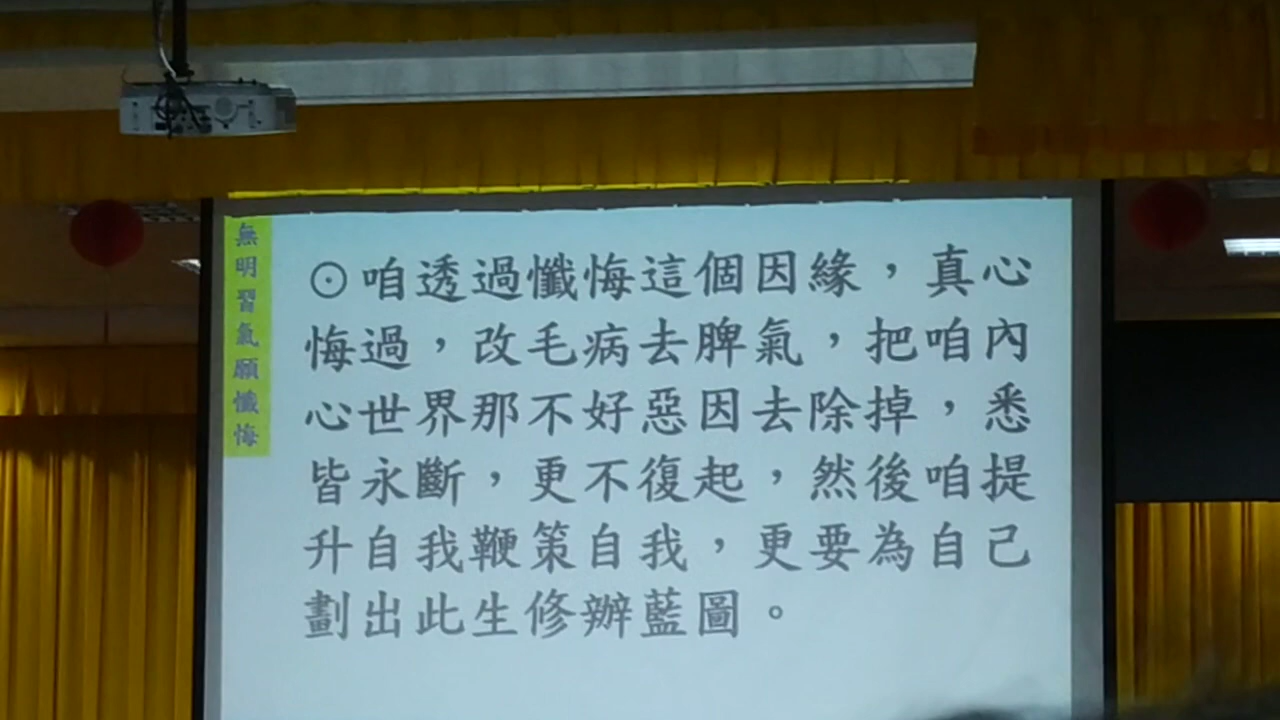 無明習氣願懺悔
⊙咱透過懺悔這個因緣，真心
悔過，改毛病去脾氣，把咱內
心世界那不好惡因去除掉，悉
皆永斷，更不復起，然後咱提
升自我鞭策自我，更要為自己
劃出此生修辦藍圖。